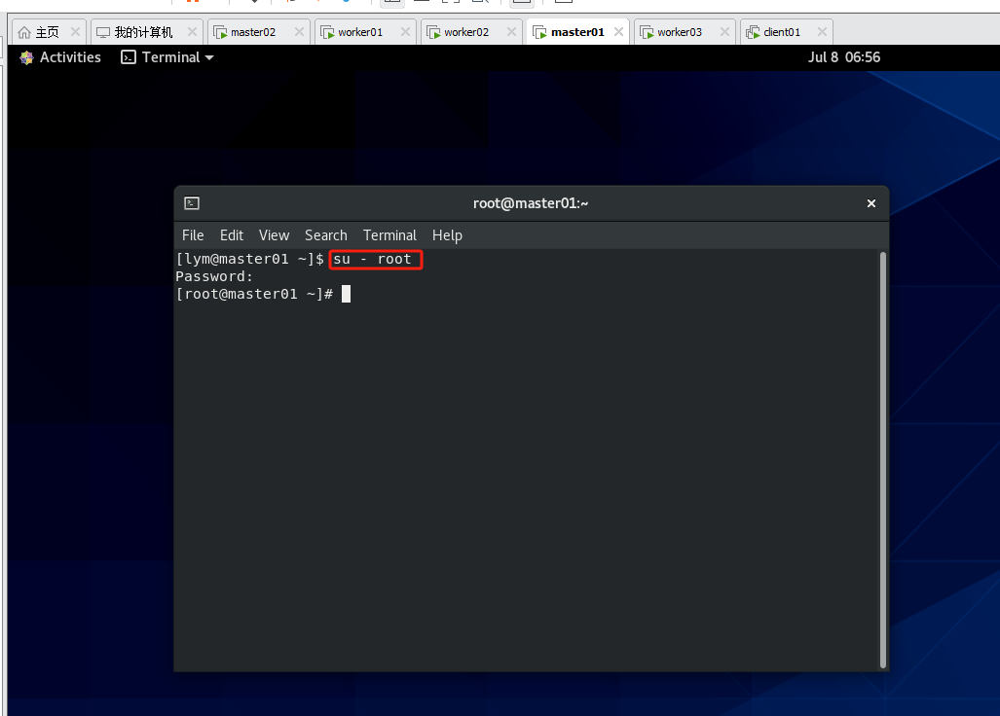 主页 我的计算机 master02 worker01 worker02 master01 worker03 client01
Activities Terminal Jul 8 06:56
root@master01:~
File Edit View Search Terminal Help
[lym@master01 ~]$ su - root
Password:
[root@master01 ~]#